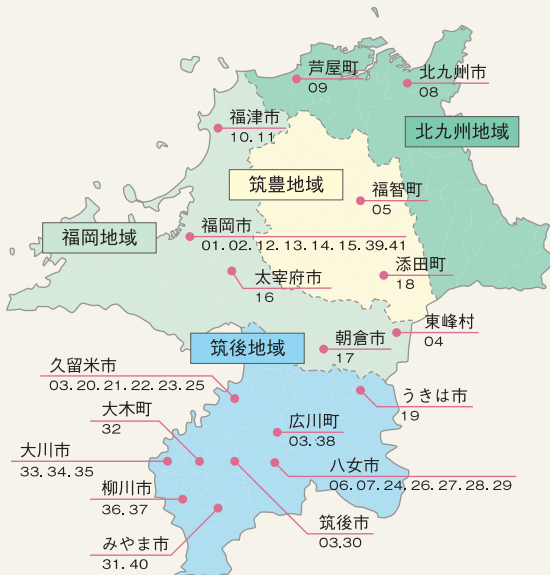 芦屋町
09
北九州市
08
福津市
10. 11
北九州地域
筑豊地域
福智町
05
福岡地域
福岡市
01. 02. 12. 13. 14. 15. 39.41
添田町
18
太宰府市
16
東峰村
04
筑後地域
朝倉市
17
久留米市
03. 20. 21. 22. 23. 25
うきは市
19
大木町
32
広川町
03. 38
大川市
33. 34. 35
八女市
06. 07. 24. 26. 27. 28. 29
柳川市
36. 37
筑後市
03.30
みやま市
31. 40